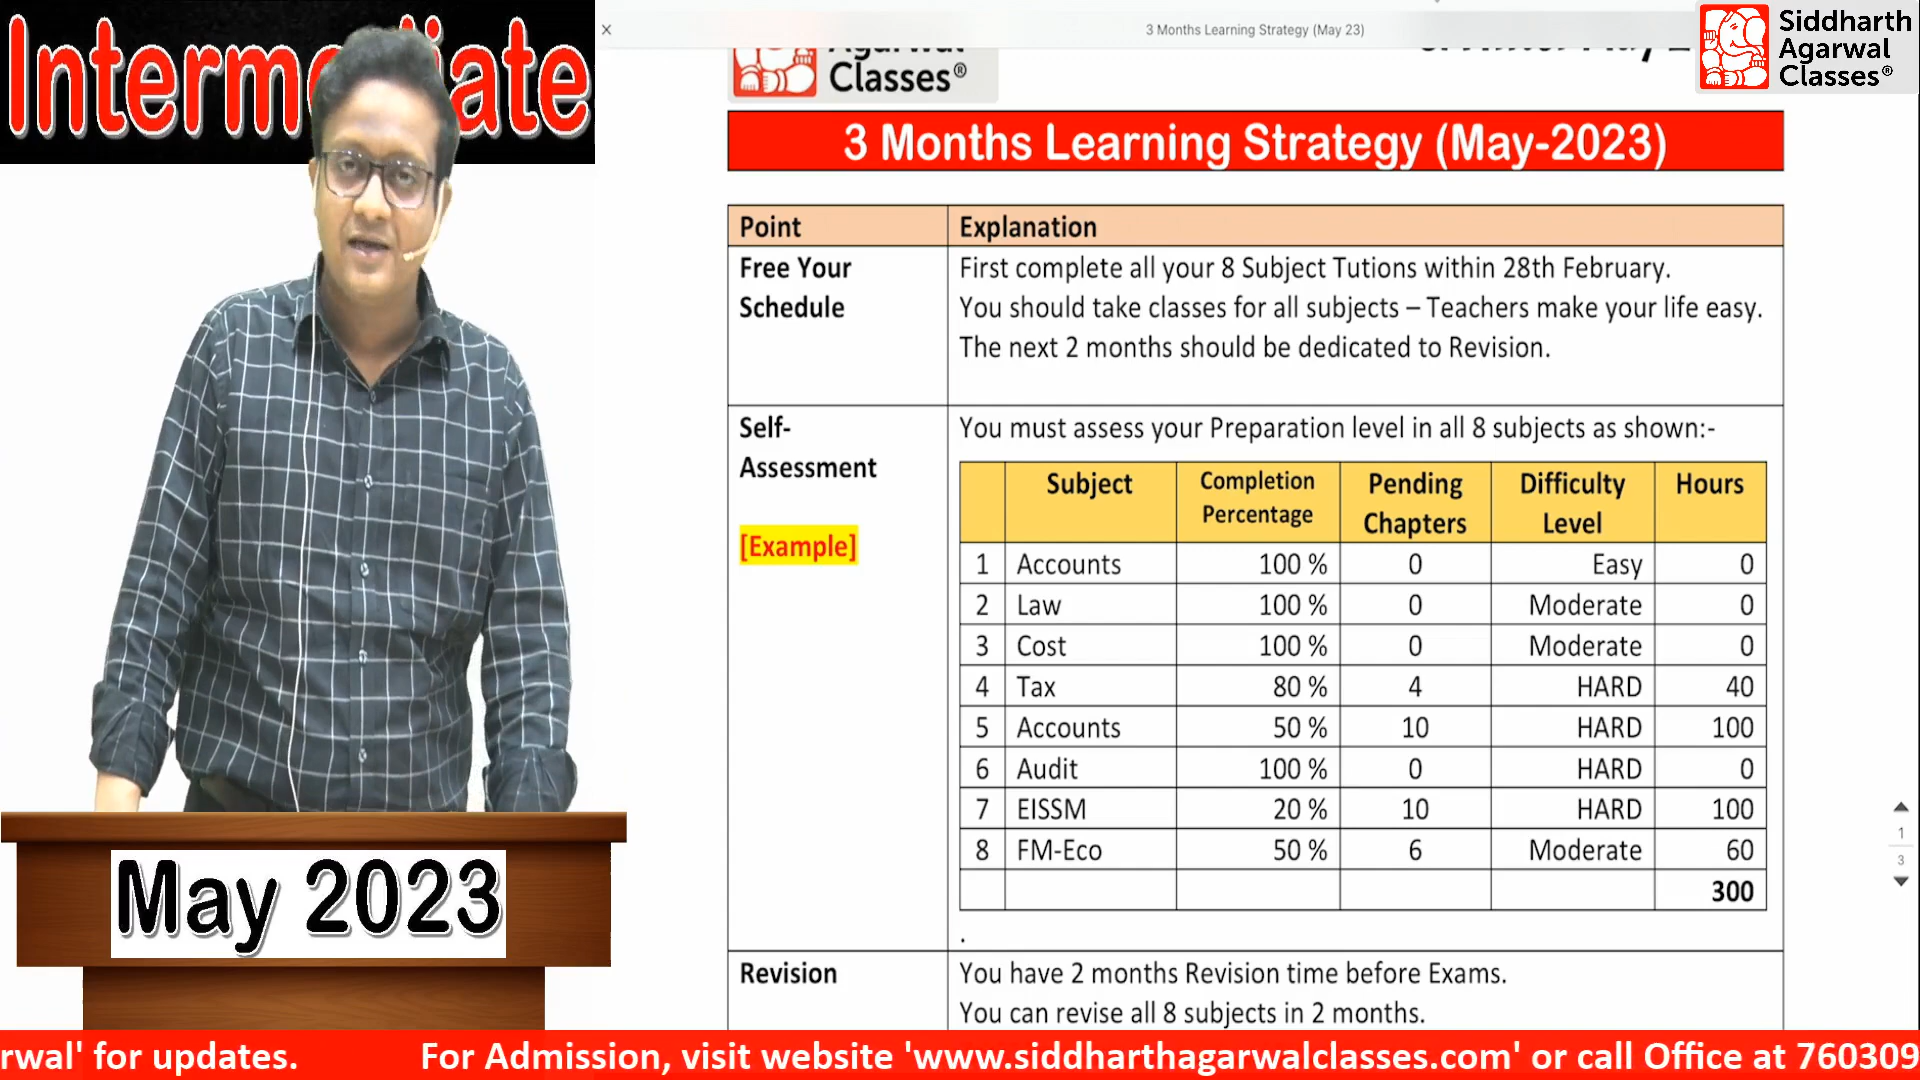 Intermediate
3 Months Learning Strategy (May 23)
Siddharth
Agarwal
Classes®
Agarwal
Classes®
3 Months Learning Strategy (May-2023)
Point Explanation
Free Your Schedule
First complete all your 8 Subject Tutions within 28th February.
You should take classes for all subjects – Teachers make your life easy.
The next 2 months should be dedicated to Revision.
Self-
Assessment
[Example]
You must assess your Preparation level in all 8 subjects as shown:-
Subject Completion Percentage Pending Chapters Difficulty Level Hours
1 Accounts 100 % 0 Easy 0
2 Law 100 % 0 Moderate 0
3 Cost 100 % 0 Moderate 0
4 Tax 80 % 4 HARD 40
5 Accounts 50 % 10 HARD 100
6 Audit 100 % 0 HARD 0
7 EISSM 20 % 10 HARD 100
8 FM-Eco 50 % 6 Moderate 60
300
.
Revision
You have 2 months Revision time before Exams.
You can revise all 8 subjects in 2 months.
1
3
May 2023
rwal' for updates. For Admission, visit website 'www.siddharthagarwalclasses.com' or call Office at 760309